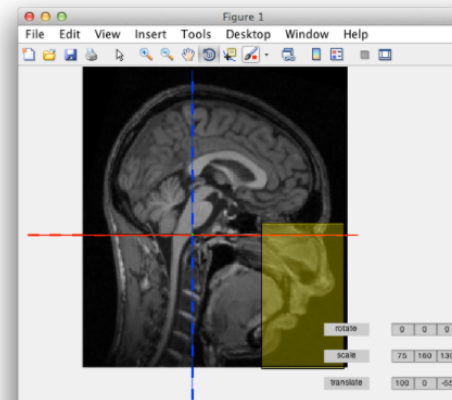 Figure 1
File Edit View Insert Tools Desktop Window Help
rotate 0 0 0
scale 75 160 130
translate 100 0 -55